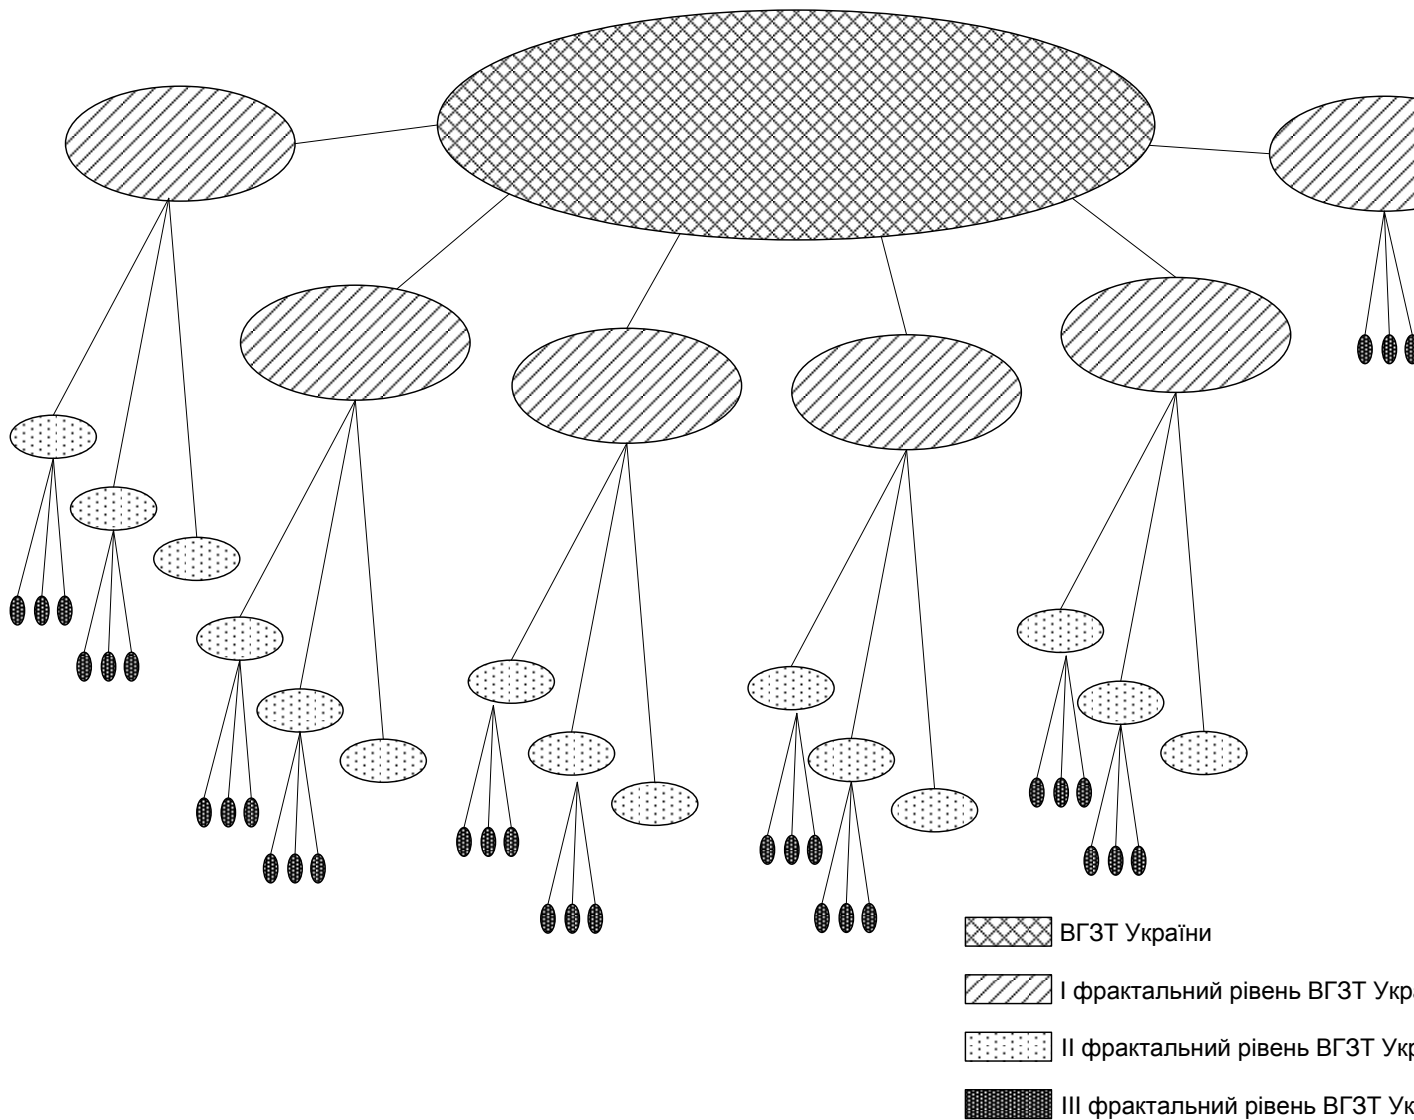 ВГЗТ України
І фрактальний рівень ВГЗТ
ІІ фрактальний рівень ВГЗТ
ІІІ фрактальний рівень ВГЗТ